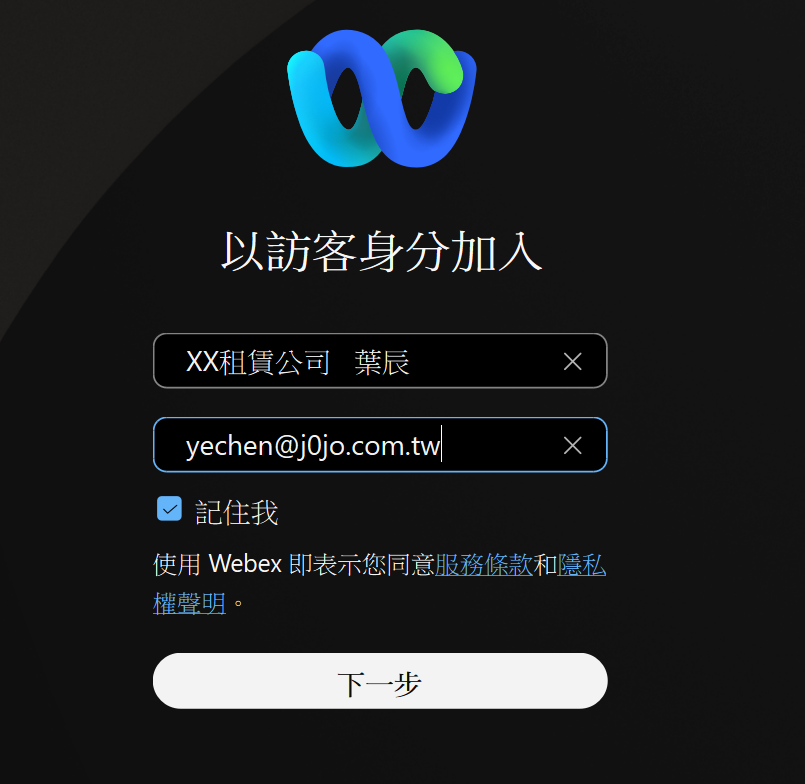 以訪客身分加入
XX租賃公司 葉辰
yechen@j0jo.com.tw
記住我
使用 Webex 即表示您同意服務條款和隱私
權聲明。
下一步